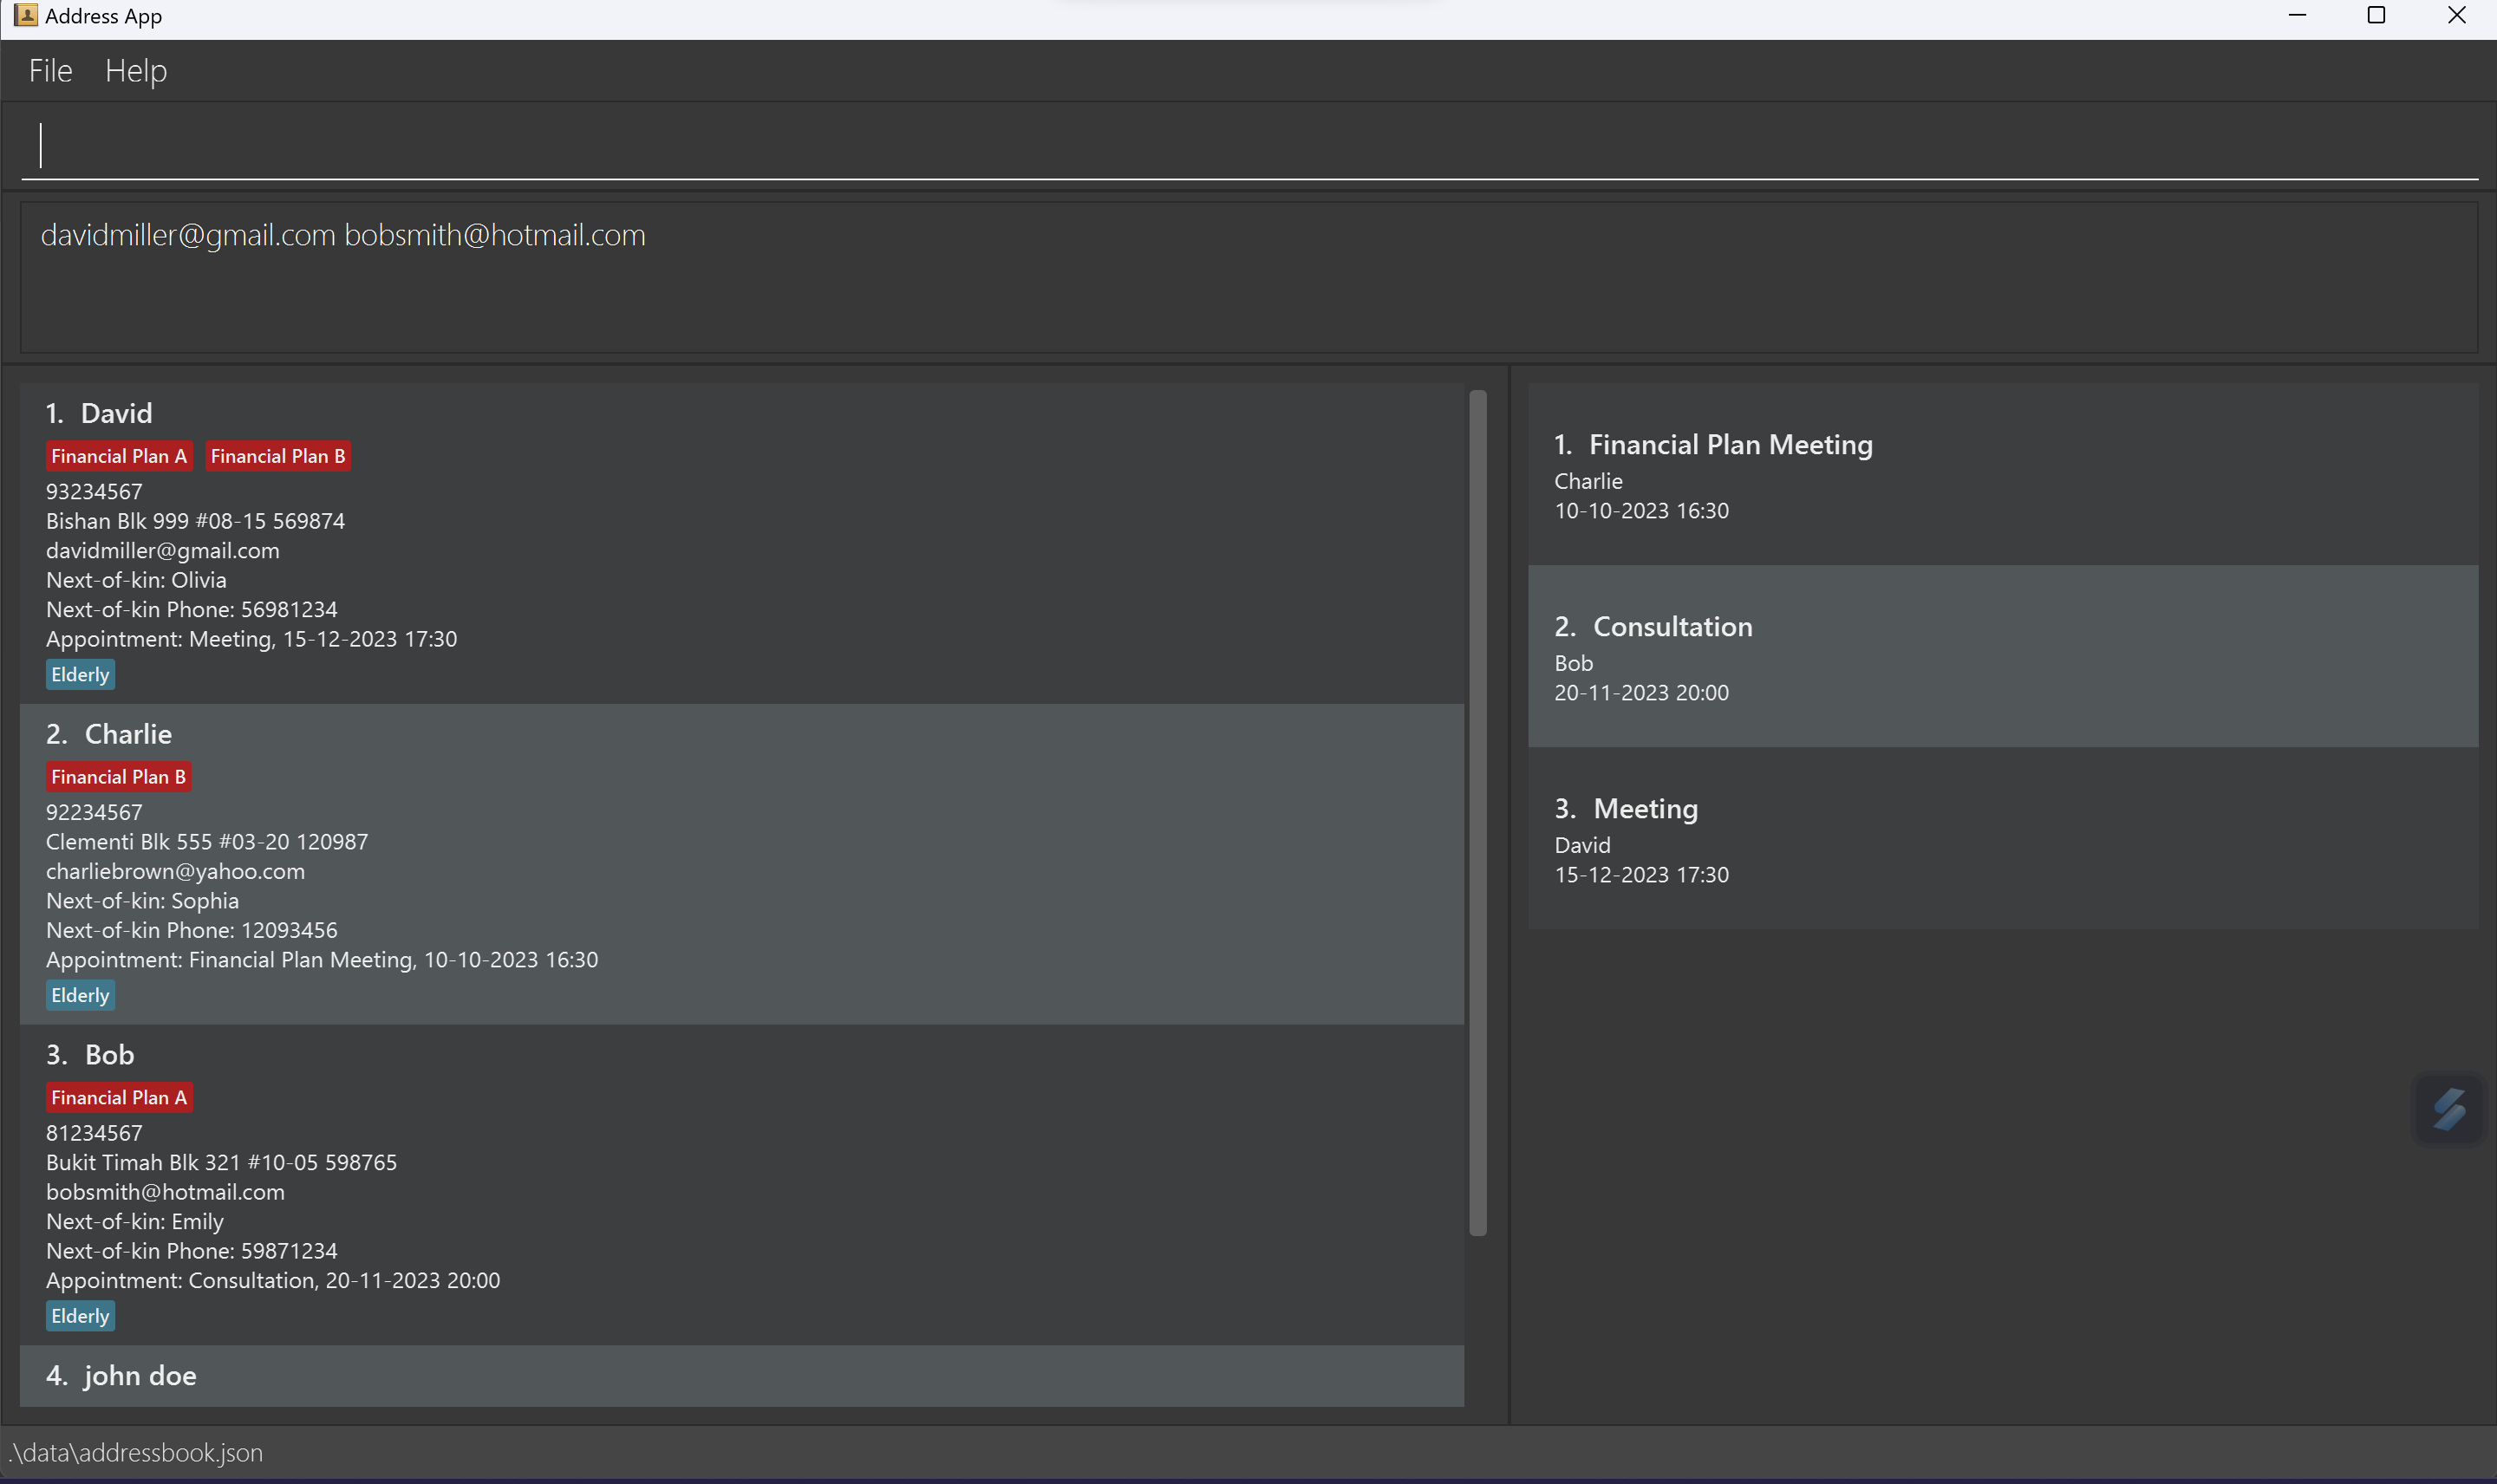 Address App
File Help
davidmiller@gmail.com bobsmith@hotmail.com
1. David
Financial Plan A Financial Plan B
93234567
Bishan Blk 999 #08-15 569874
davidmiller@gmail.com
Next-of-kin: Olivia
Next-of-kin Phone: 56981234
Appointment: Meeting, 15-12-2023 17:30
Elderly
2. Charlie
Financial Plan B
92234567
Clementi Blk 555 #03-20 120987
charliebrown@yahoo.com
Next-of-kin: Sophia
Next-of-kin Phone: 12093456
Appointment: Financial Plan Meeting, 10-10-2023 16:30
Elderly
3. Bob
Financial Plan A
81234567
Bukit Timah Blk 321 #10-05 598765
bobsmith@hotmail.com
Next-of-kin: Emily
Next-of-kin Phone: 59871234
Appointment: Consultation, 20-11-2023 20:00
Elderly
4. john doe
1. Financial Plan Meeting
Charlie
10-10-2023 16:30
2. Consultation
Bob
20-11-2023 20:00
3. Meeting
David
15-12-2023 17:30
.\data\addressbook.json